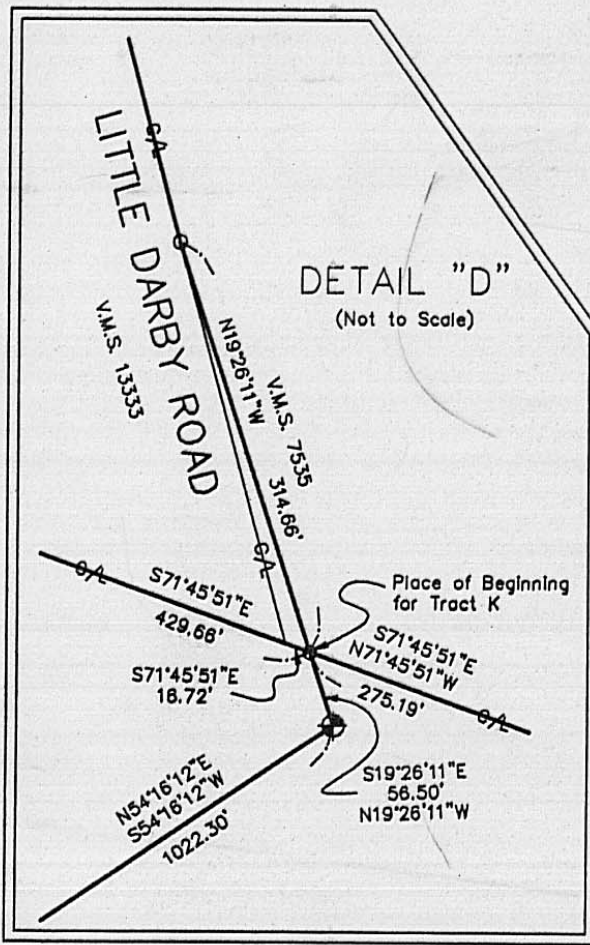 C/L
LITTLE DARBY ROAD
V.M.S. 13333
DETAIL "D"
(Not to Scale)
N19°26'11"W
V.M.S. 7535
314.66'
C/L
C/L
S71°45'51"E
429.66'
Place of Beginning
for Tract K
S71°45'51"E
N71°45'51"W
275.19'
C/L
S71°45'51"E
16.72'
S19°26'11"E
56.50'
N19°26'11"W
N54°16'12"E
S54°16'12"W
1022.30'